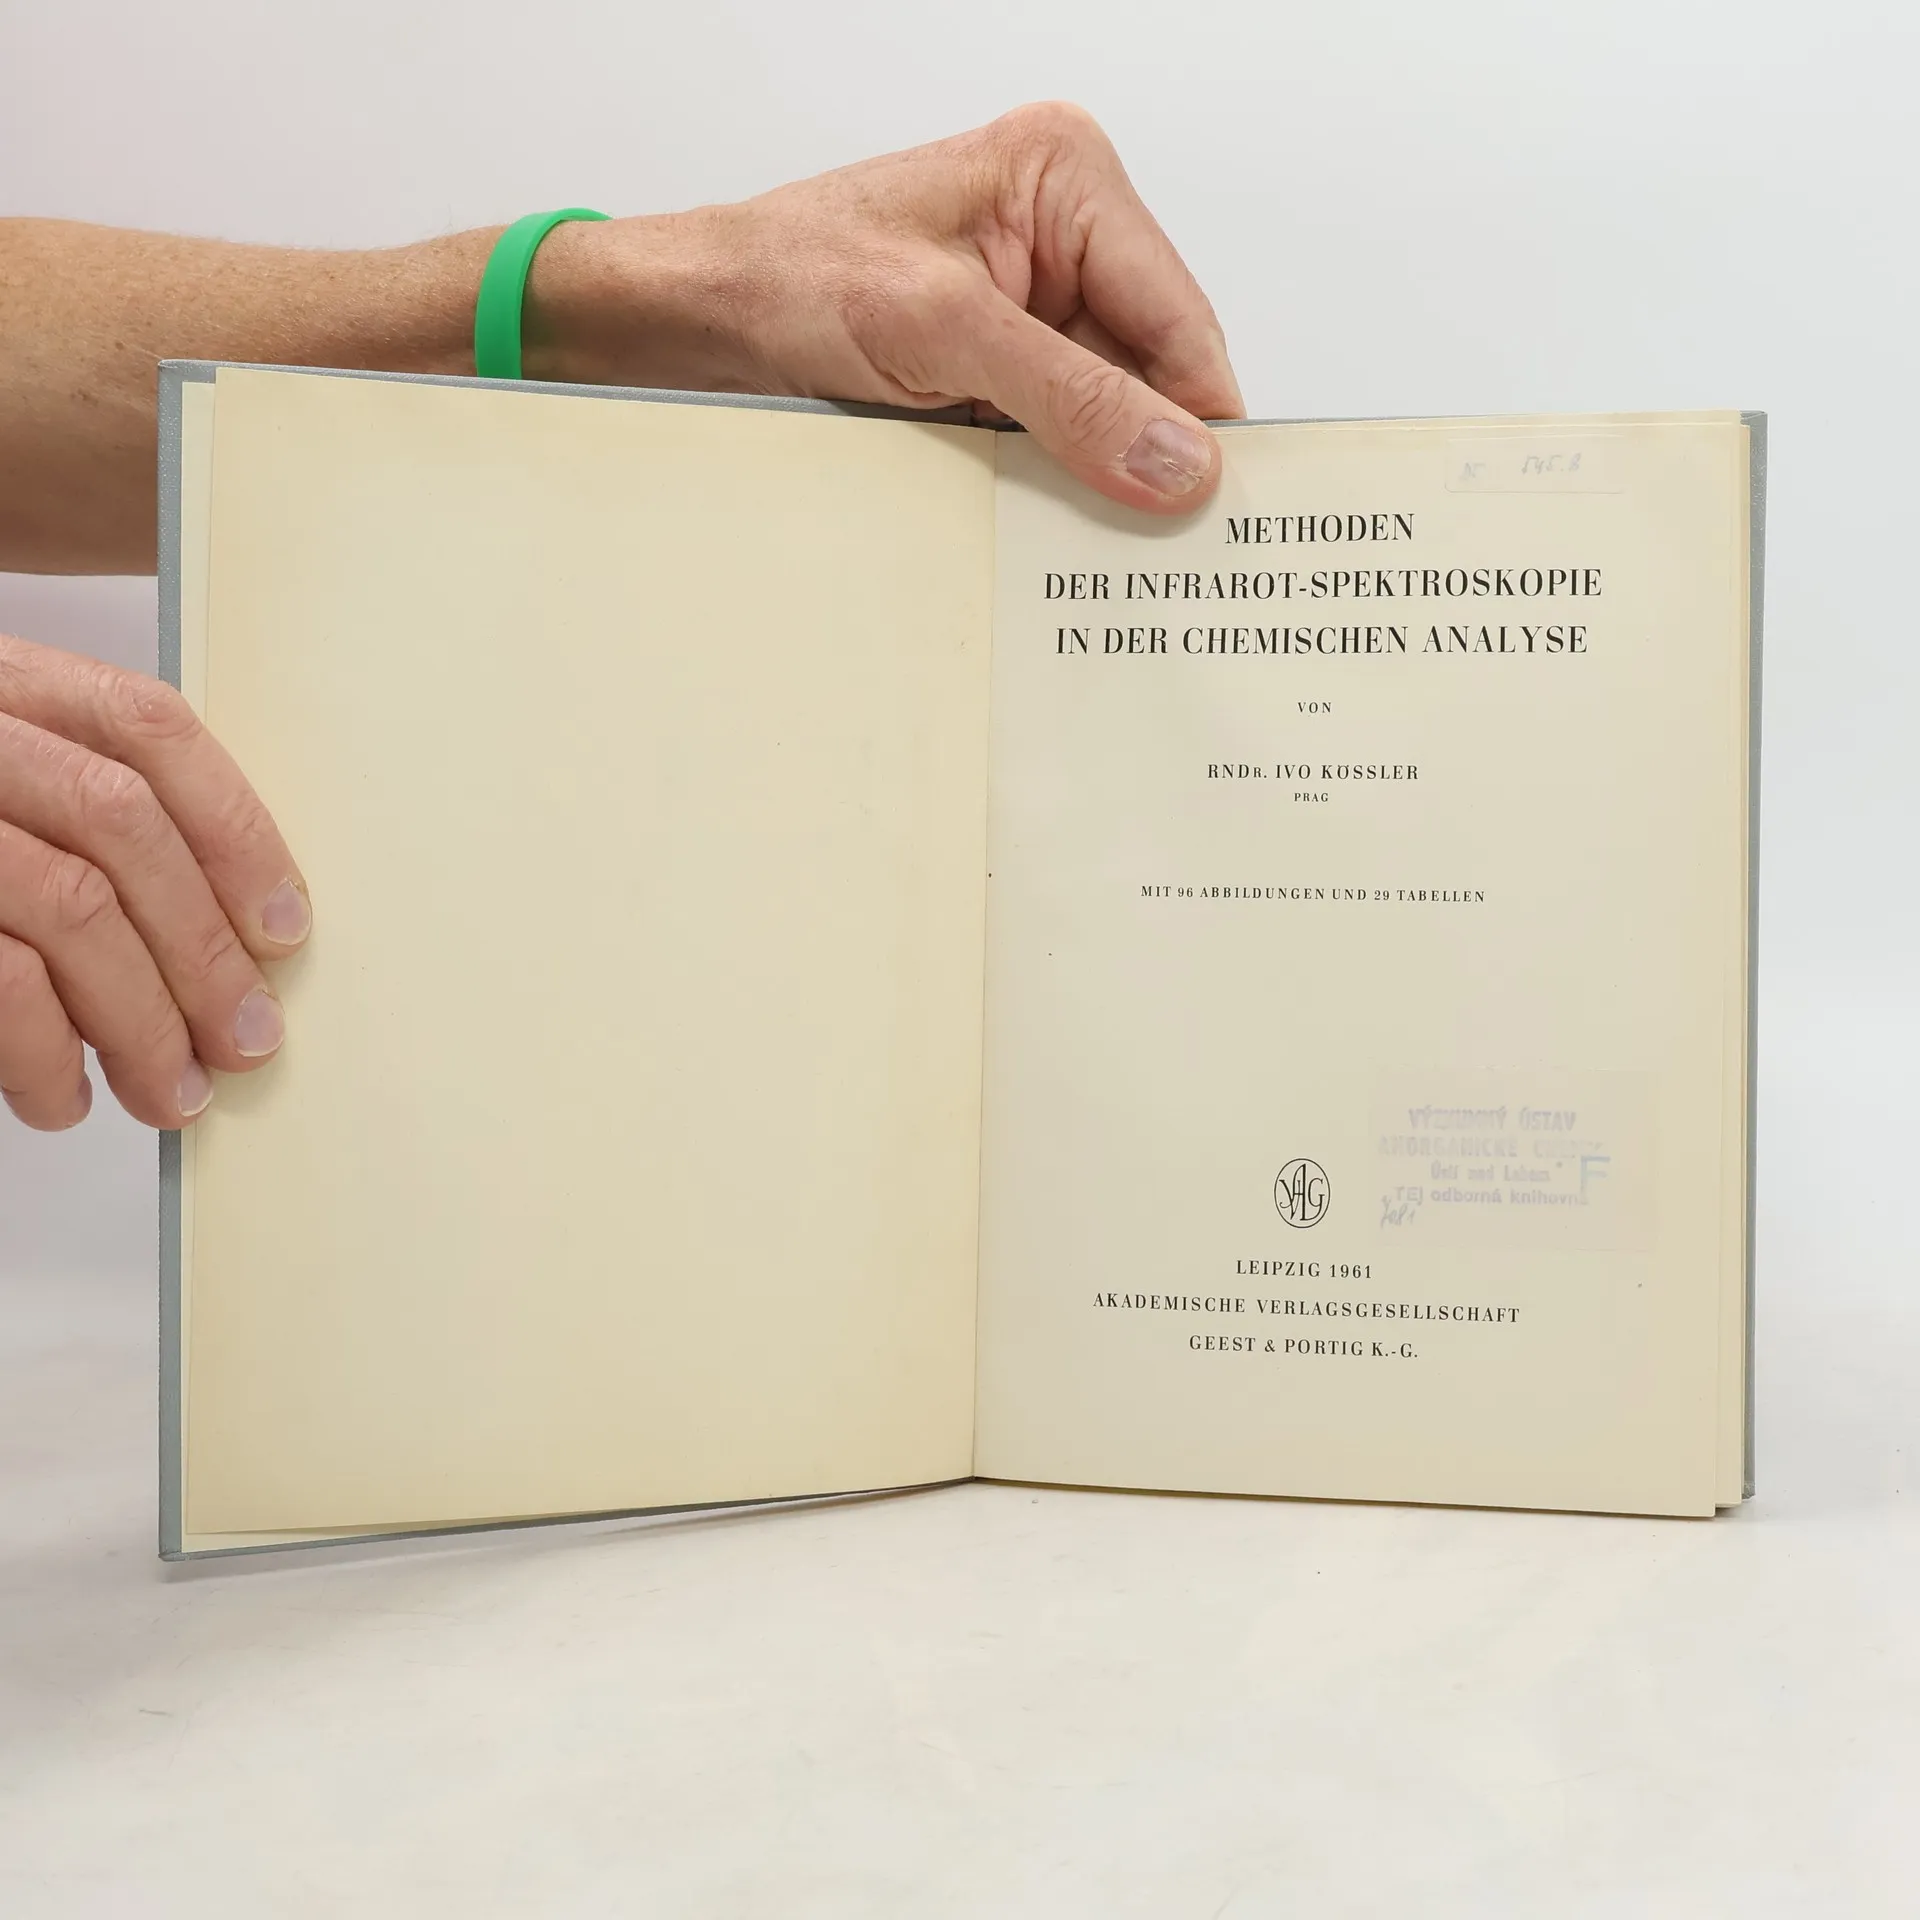 545.8
METHODEN
DER INFRAROT-SPEKTROSKOPIE
IN DER CHEMISCHEN ANALYSE
VON
RNDR. IVO KÖSSLER
PRAG
MIT 96 ABBILDUNGEN UND 29 TABELLEN
VÝZKUMNÝ ÚSTAV
ANORGANICKÉ
Ústí nad Labem
TEJ odborná knihovna
F
VAG
LEIPZIG 1961
AKADEMISCHE VERLAGSGESELLSCHAFT
GEEST & PORTIG K.-G.